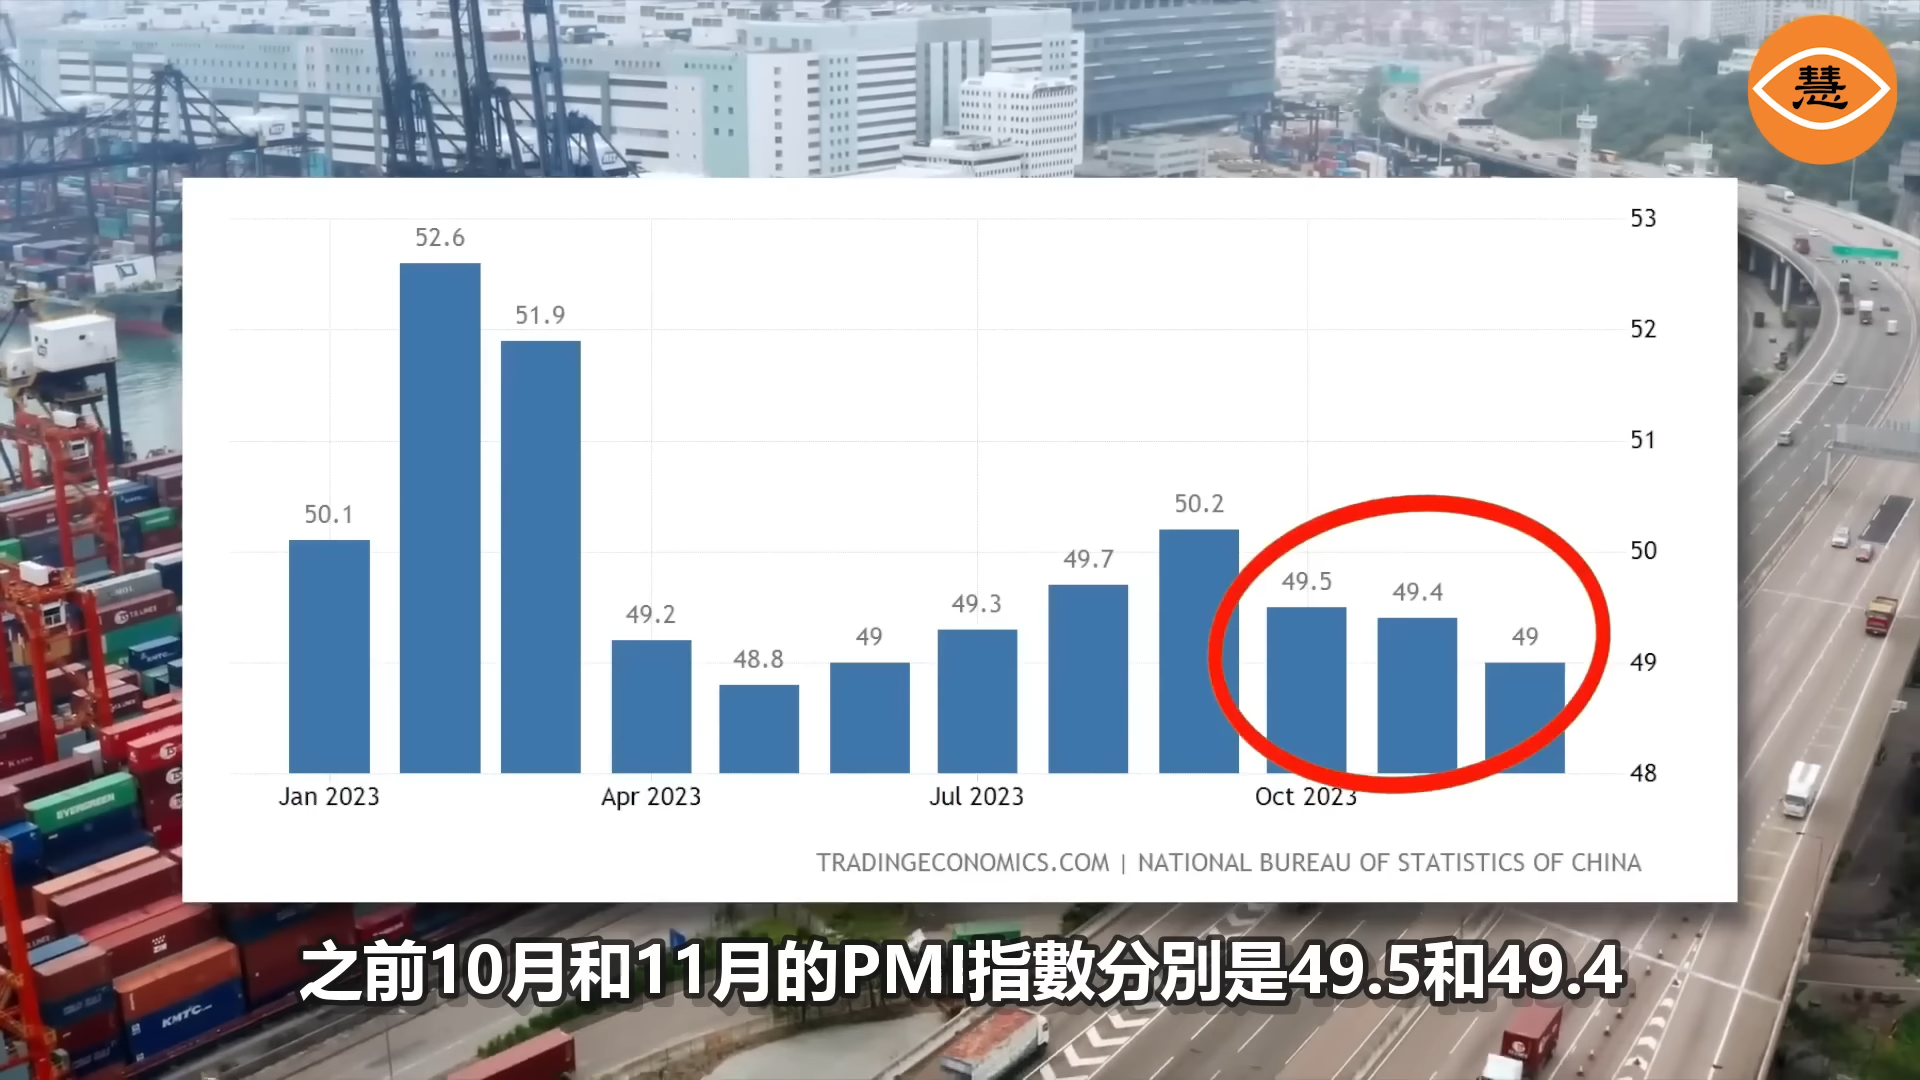 慧
53
52.6
51.9
52
51
50.1
50.2
50
49.7
49.5
49.4
49.2
49.3
49
49
48.8
49
48
Jan 2023
Apr 2023
Jul 2023
Oct 2023
TRADINGECONOMICS.COM | NATIONAL BUREAU OF STATISTICS OF CHINA
EVERGREEN
KMTC
之前10月和11月的PMI指數分別是49.5和49.4